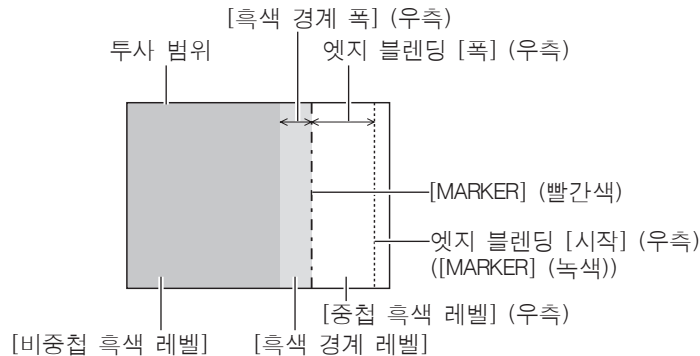 [흑색 경계 폭] (우측)
투사 범위
엣지 블렌딩 [폭] (우측)
[MARKER] (빨간색)
엣지 블렌딩 [시작] (우측)
([MARKER] (녹색))
[중첩 흑색 레벨] (우측)
[비중첩 흑색 레벨]
[흑색 경계 레벨]